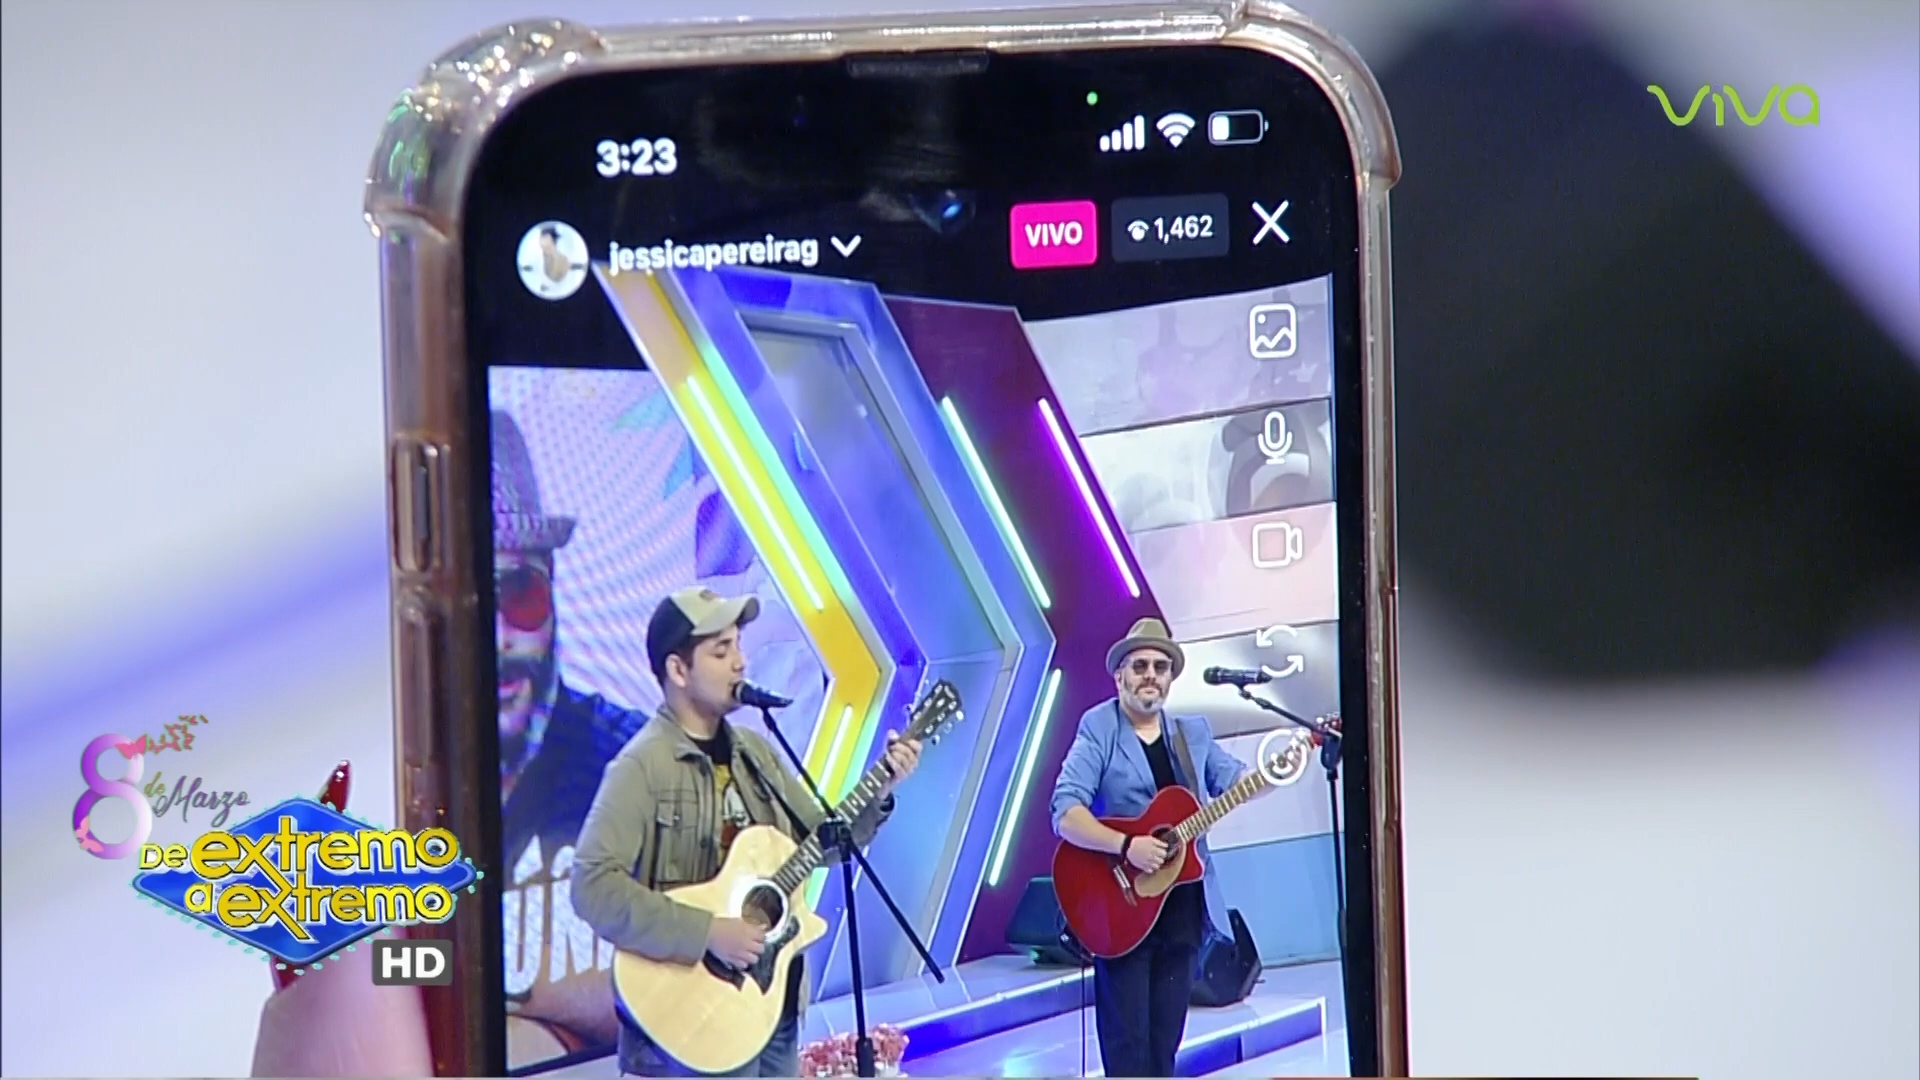 3:23
jessicapereirag
VIVO
1,462
viva
8
de Marzo
De extremo
a extremo
HD